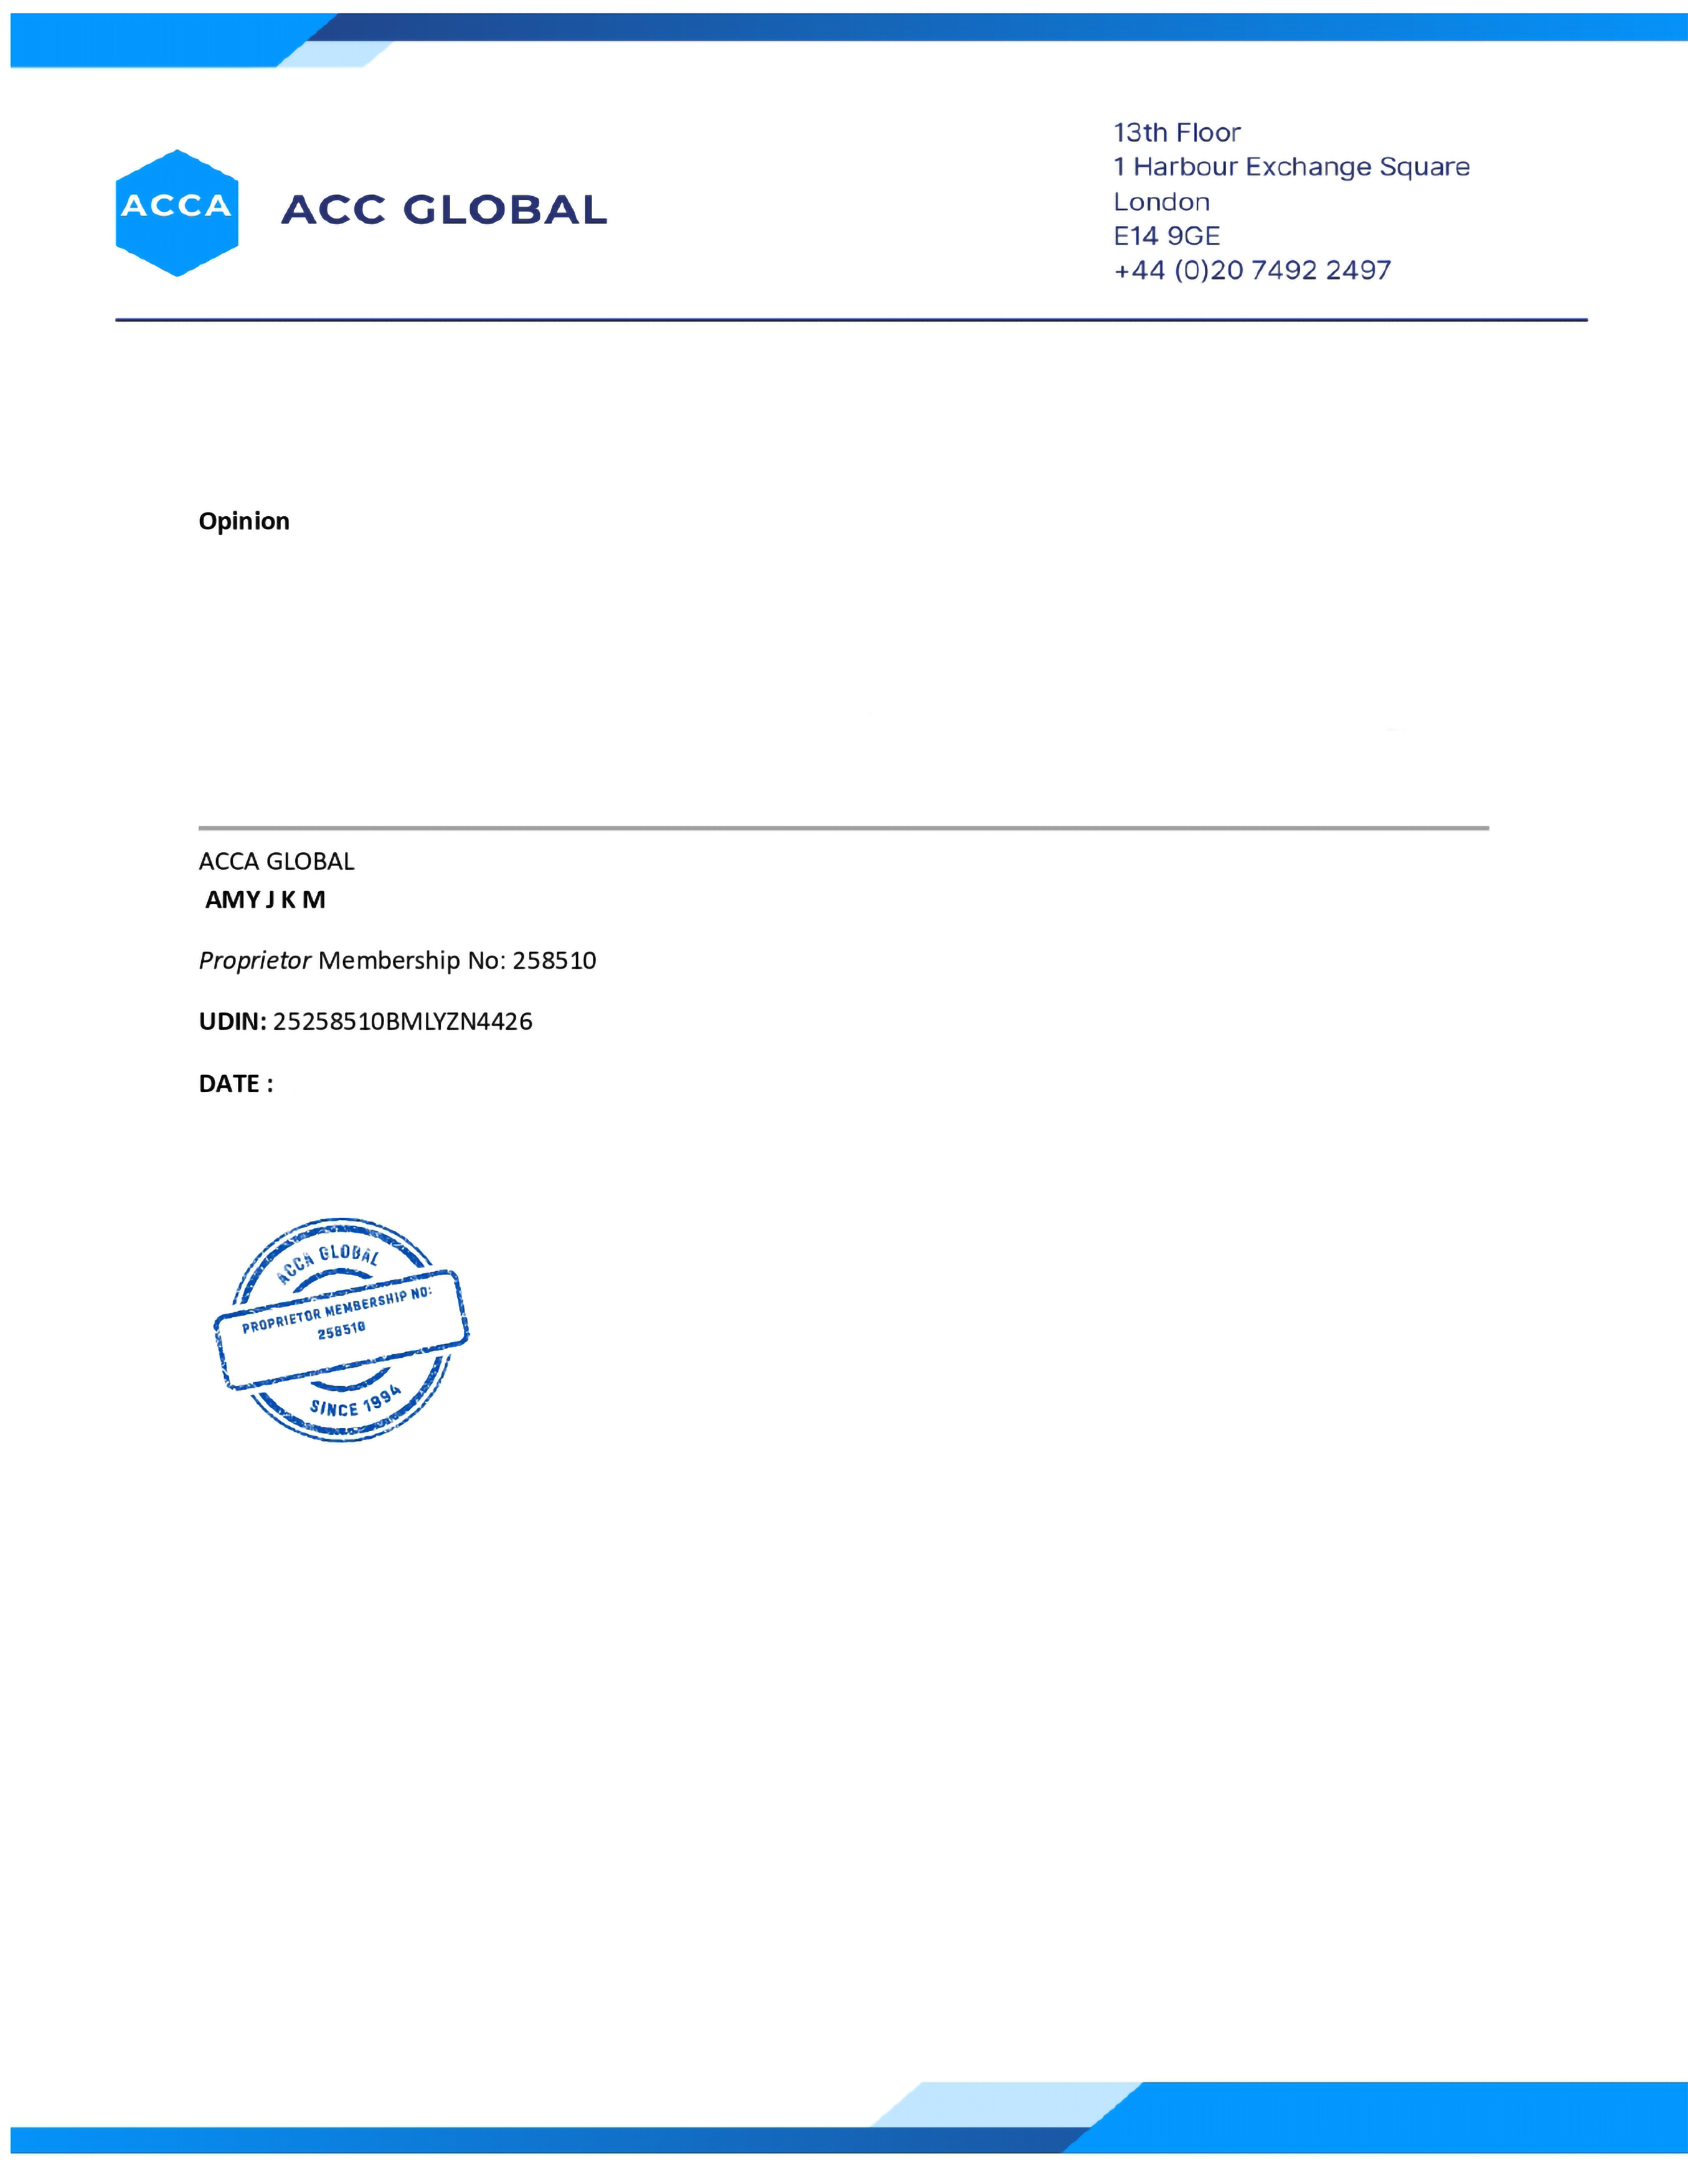 13th Floor
1 Harbour Exchange Square
London
E14 9GE
+44 (0)20 7492 2497
ACCA
ACC GLOBAL
Opinion
ACCA GLOBAL
AMY J K M
Proprietor Membership No: 258510
UDIN: 25258510BMLYZN4426
DATE :
ACCA GLOBAL
PROPRIETOR MEMBERSHIP NO:
258510
SINCE 1994